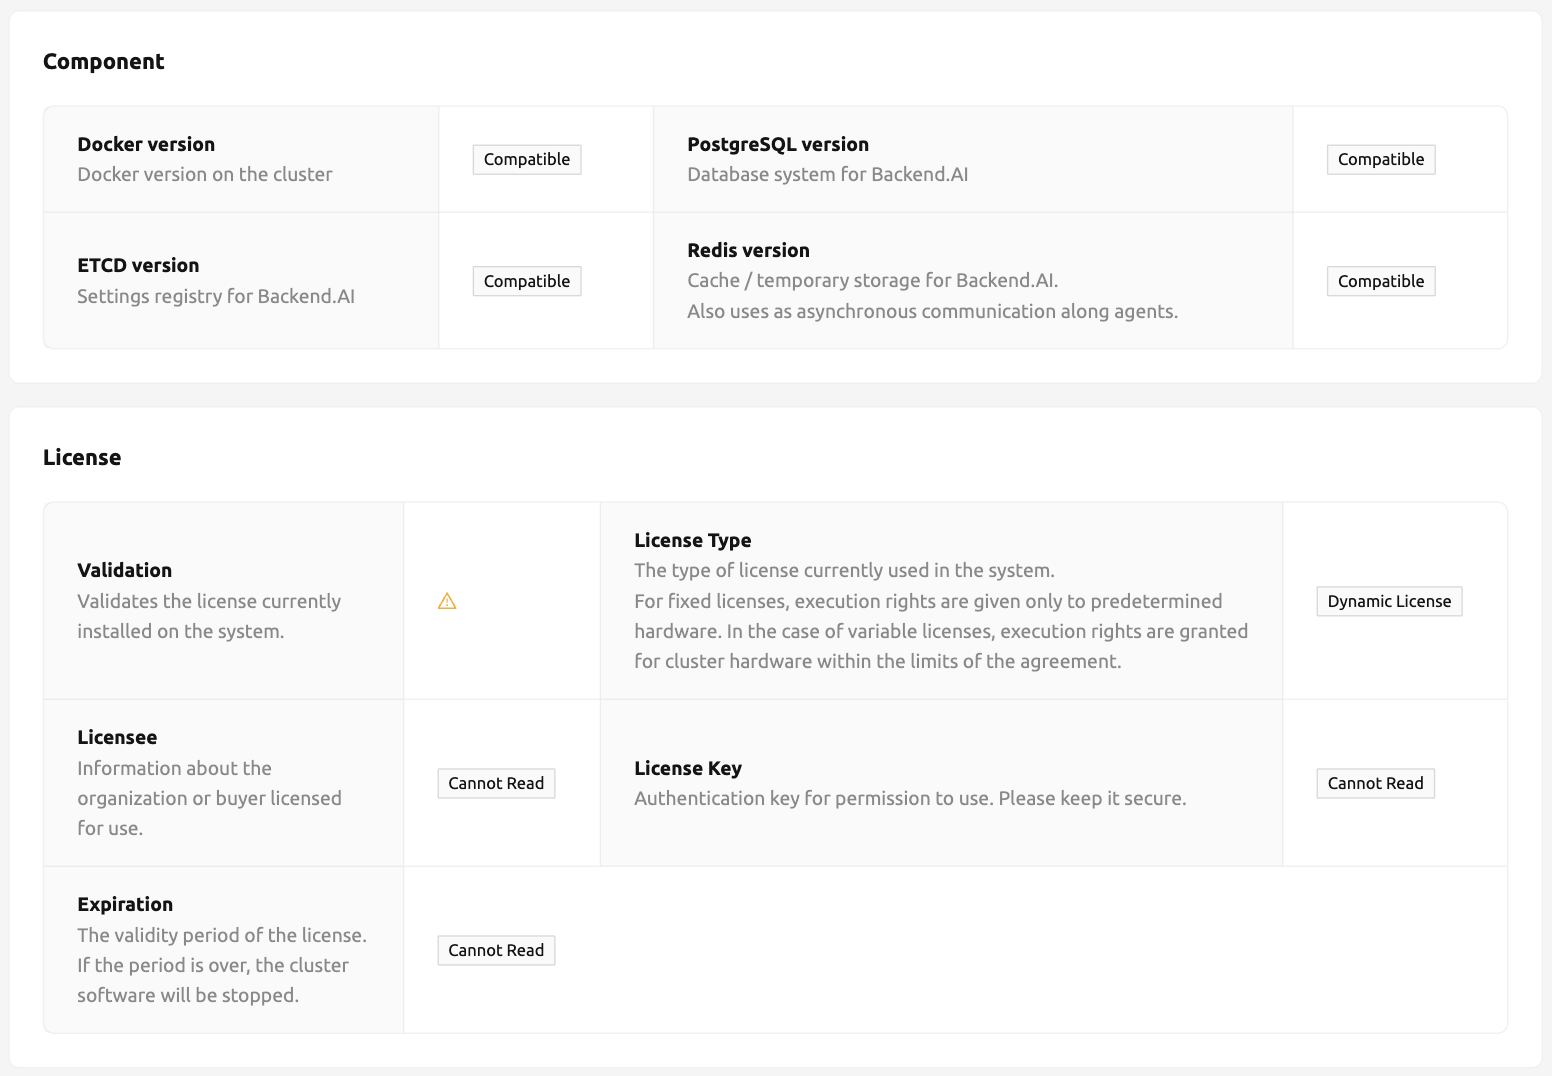 Component
Docker version
Docker version on the cluster
Compatible
PostgreSQL version
Database system for Backend.AI
Compatible
ETCD version
Settings registry for Backend.AI
Compatible
Redis version
Cache / temporary storage for Backend.AI.
Also uses as asynchronous communication along agents.
Compatible
License
Validation
Validates the license currently
installed on the system.
License Type
The type of license currently used in the system.
For fixed licenses, execution rights are given only to predetermined
hardware. In the case of variable licenses, execution rights are granted
for cluster hardware within the limits of the agreement.
Dynamic License
Licensee
Information about the
organization or buyer licensed
for use.
Cannot Read
License Key
Authentication key for permission to use. Please keep it secure.
Cannot Read
Expiration
The validity period of the license.
If the period is over, the cluster
software will be stopped.
Cannot Read